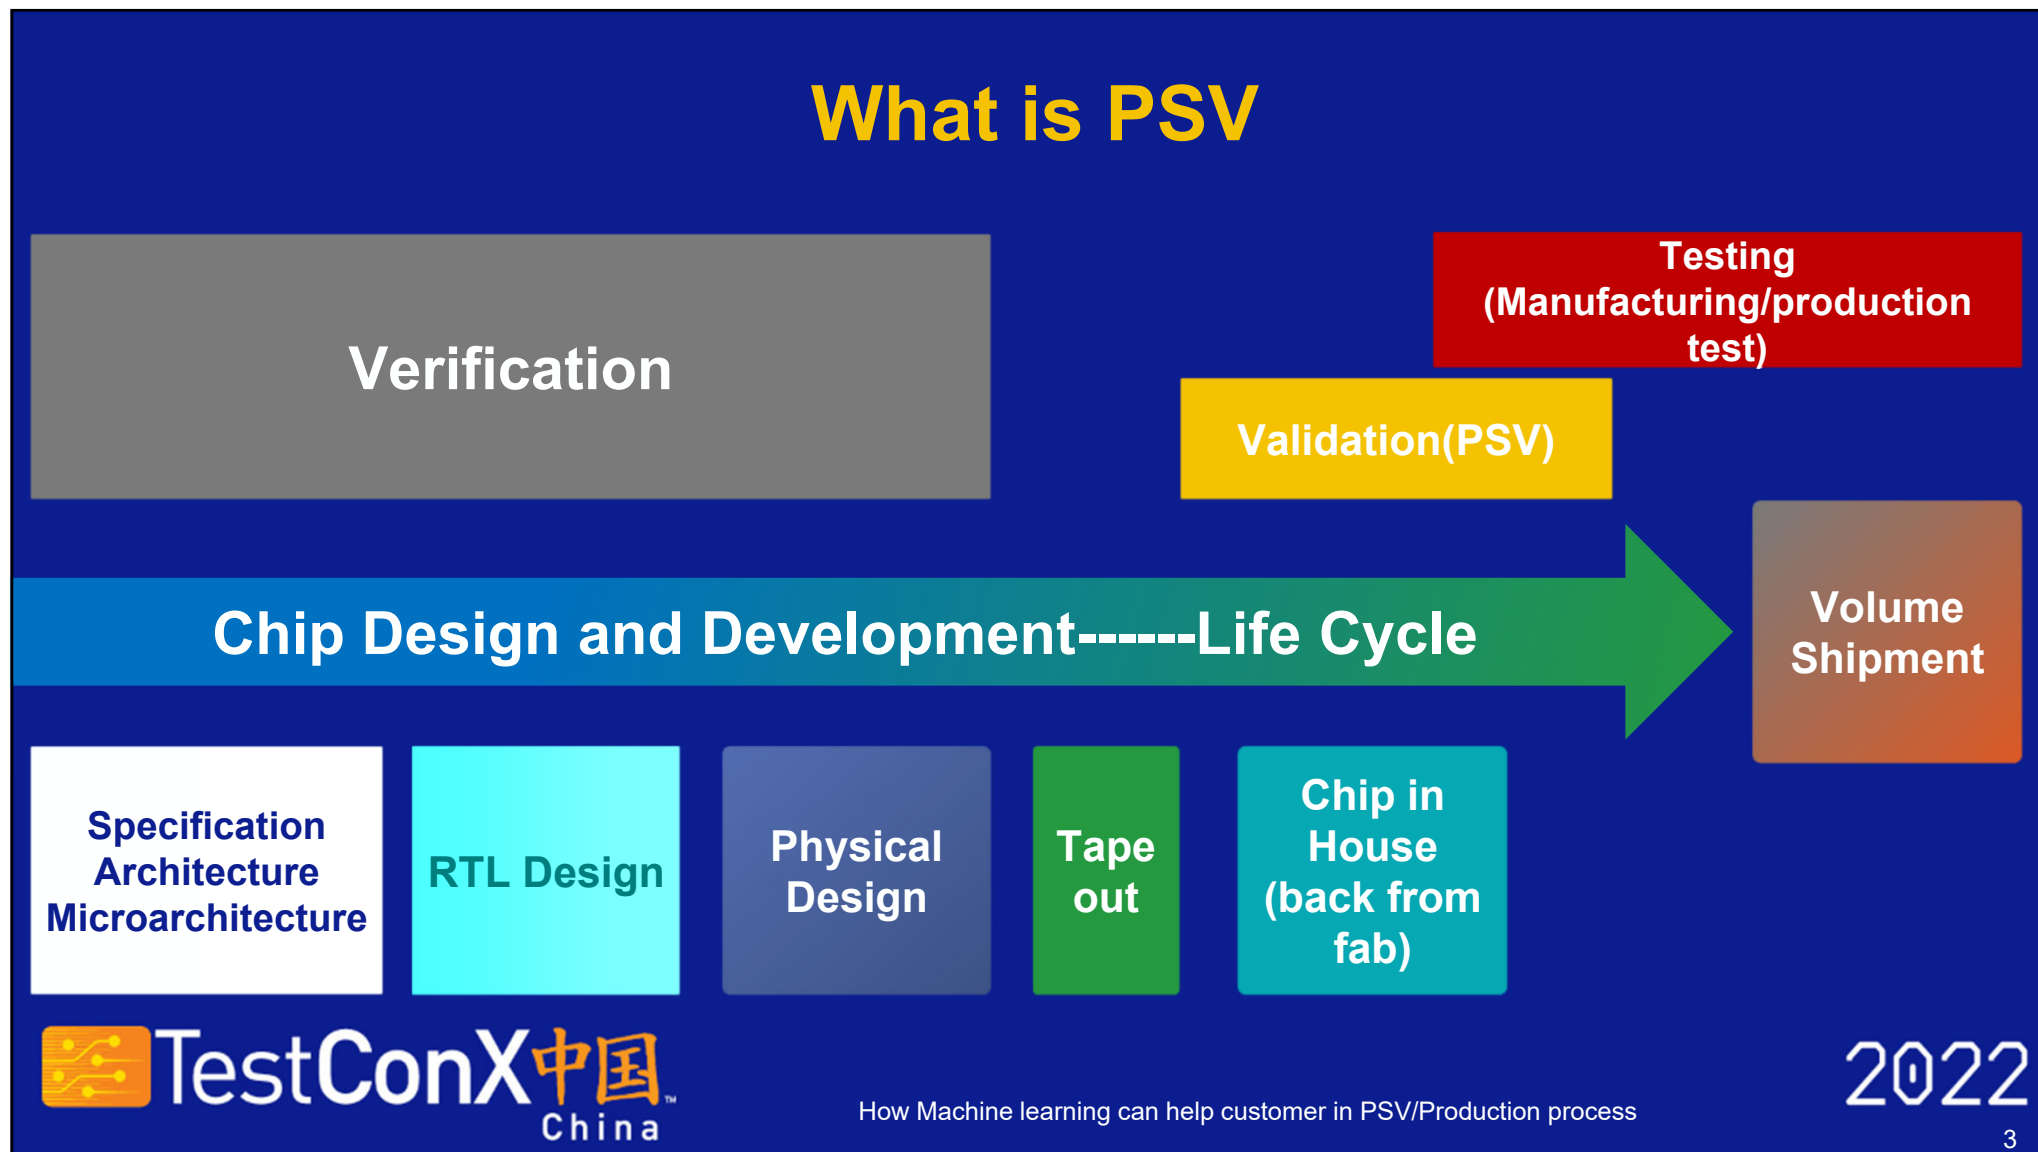 What is PSV
Verification
Testing
(Manufacturing/production
test)
Validation(PSV)
Chip Design and Development------Life Cycle
Volume
Shipment
Specification
Architecture
Microarchitecture
RTL Design
Physical
Design
Tape
out
Chip in
House
(back from
fab)
TestConX中国™
China
How Machine learning can help customer in PSV/Production process
2022
3